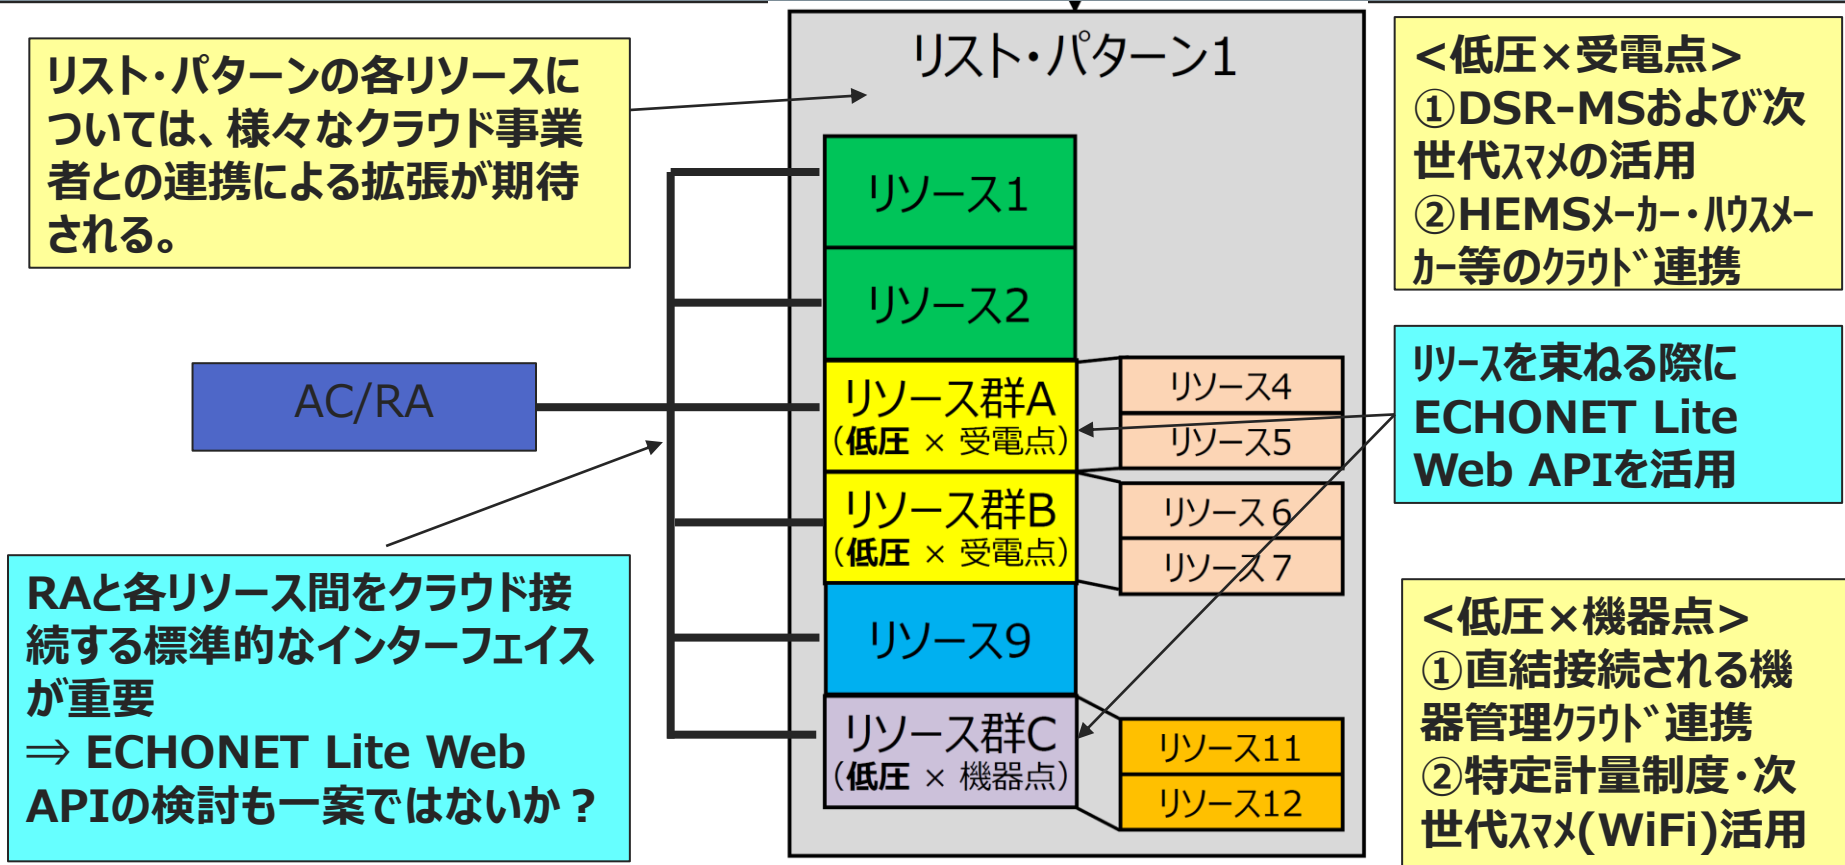 リスト・パターンの各リソースに
ついては、様々なクラウド事業
者との連携による拡張が期待
される。
AC/RA
RAと各リソース間をクラウド接
続する標準的なインターフェイス
が重要
⇒ ECHONET Lite Web
APIの検討も一案ではないか？
リスト・パターン1
リソース1
リソース2
リソース群A
（低圧 × 受電点）
リソース4
リソース5
リソース群B
（低圧 × 受電点）
リソース６
リソース７
リソース9
リソース群C
（低圧 × 機器点）
リソース11
リソース12
<低圧×受電点>
①DSR-MSおよび次
世代ｽﾏﾒの活用
②HEMSﾒｰｶｰ・ﾊｳｽﾒｰ
ｶｰ等のｸﾗｳﾄﾞ連携
ﾘｿｰｽを束ねる際に
ECHONET Lite
Web APIを活用
<低圧×機器点>
①直結接続される機
器管理ｸﾗｳﾄﾞ連携
②特定計量制度・次
世代ｽﾏﾒ(WiFi)活用